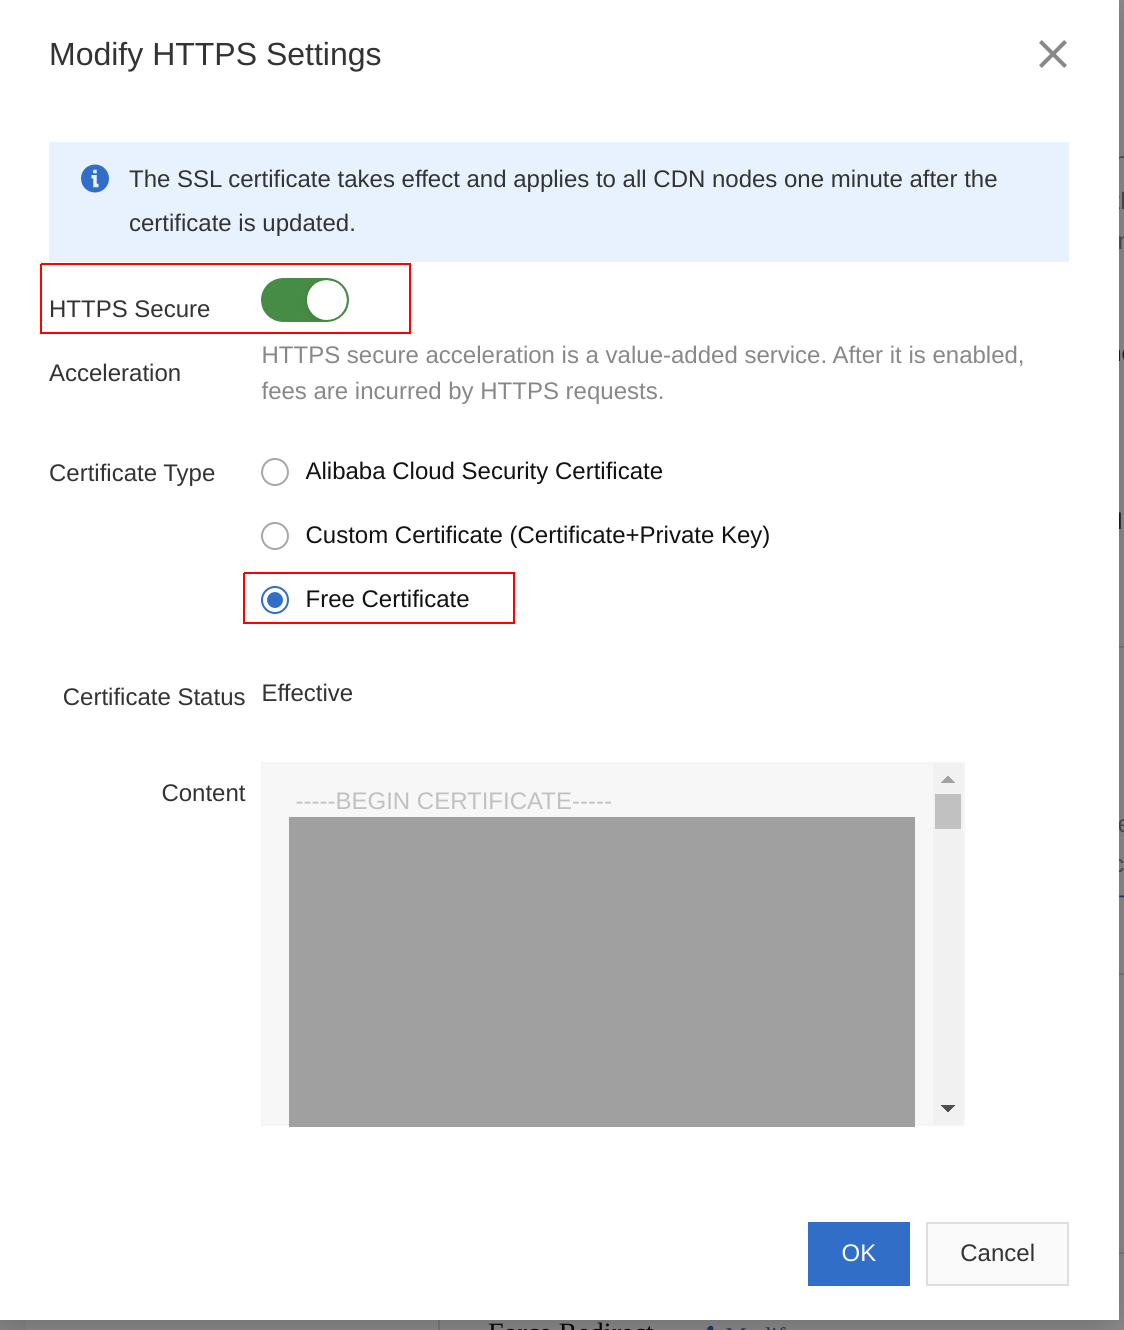 Modify HTTPS Settings
The SSL certificate takes effect and applies to all CDN nodes one minute after the
certificate is updated.
HTTPS Secure
Acceleration
HTTPS secure acceleration is a value-added service. After it is enabled,
fees are incurred by HTTPS requests.
Certificate Type
Alibaba Cloud Security Certificate
Custom Certificate (Certificate+Private Key)
Free Certificate
Certificate Status
Effective
Content
-----BEGIN CERTIFICATE-----
OK
Cancel
Force Redirect
Modify